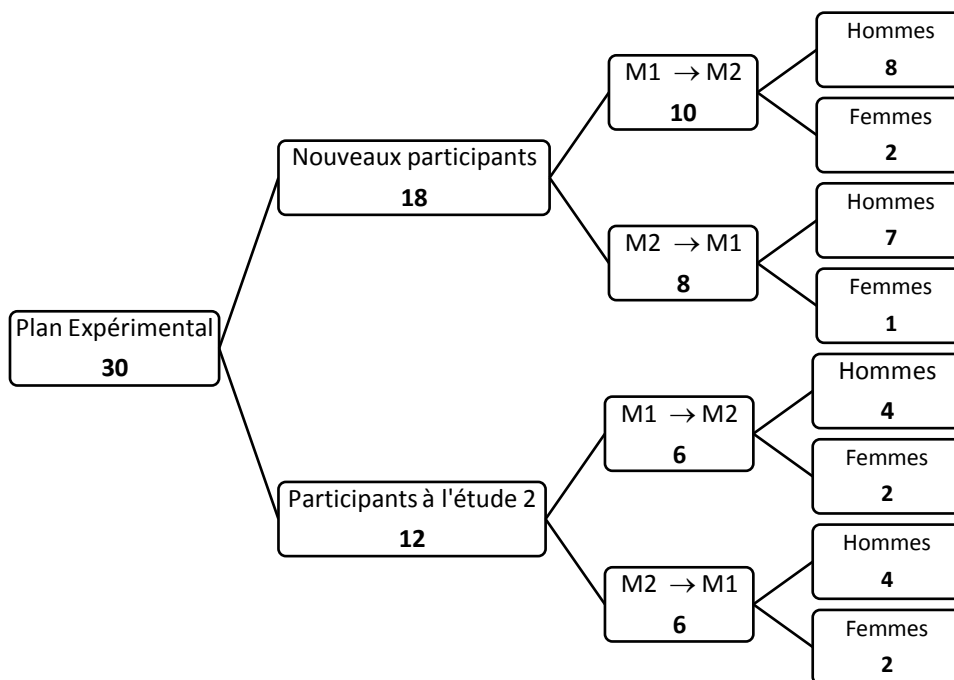 Plan Expérimental
30
Nouveaux participants
18
M1 → M2
10
Hommes
8
Femmes
2
M2 → M1
8
Hommes
7
Femmes
1
Participants à l'étude 2
12
M1 → M2
6
Hommes
4
Femmes
2
M2 → M1
6
Hommes
4
Femmes
2